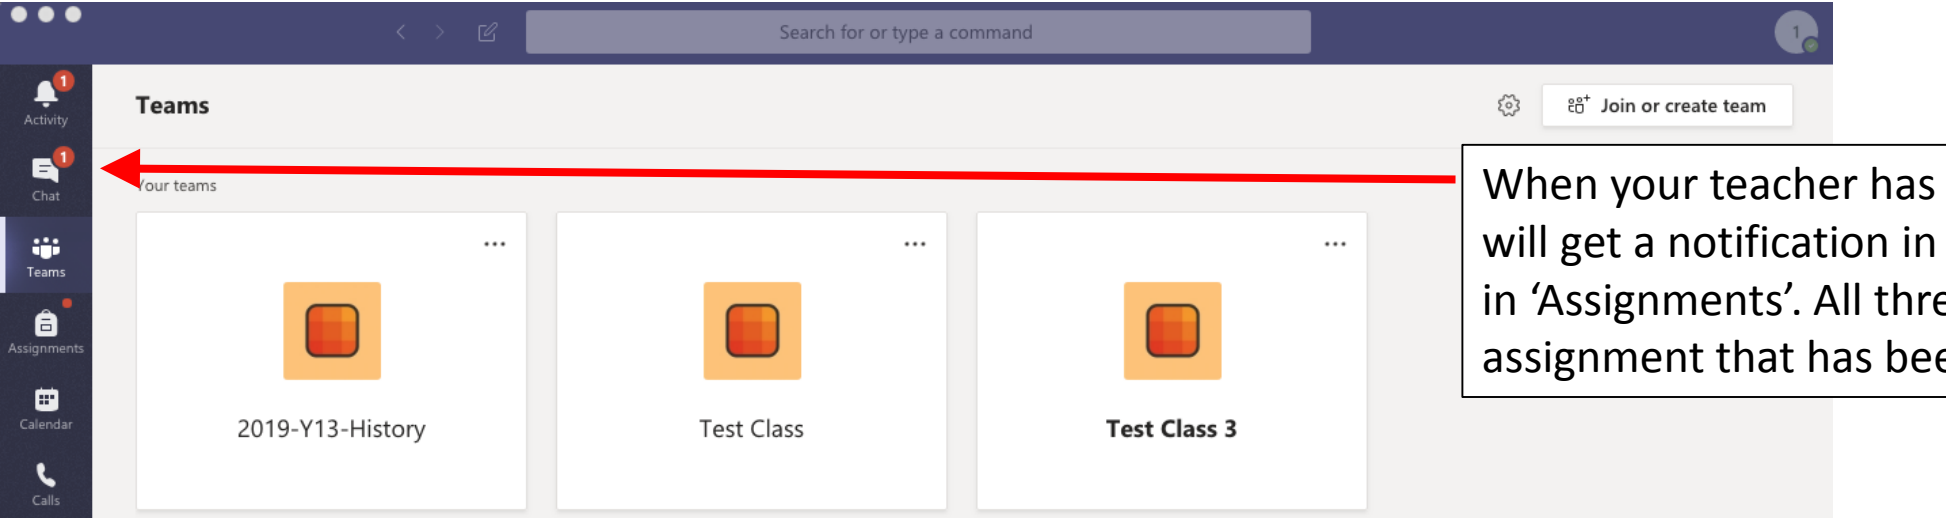 Search for or type a command
1
1
Activity
Teams
Join or create team
1
Chat
Your teams
When your teacher has
will get a notification in
in ‘Assignments’. All thre
assignment that has bee
Teams
Assignments
Calendar
Calls
2019-Y13-History
Test Class
Test Class 3